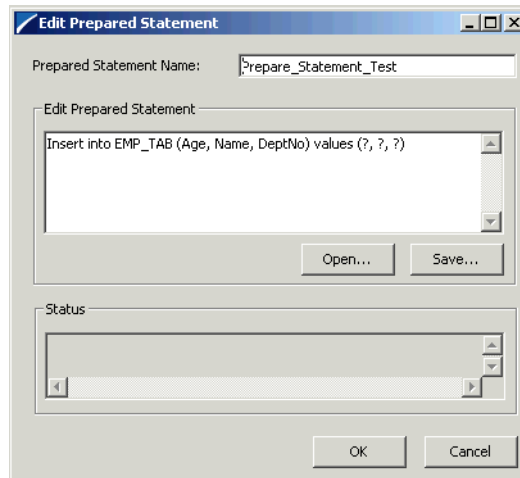 Edit Prepared Statement
Prepared Statement Name: Prepare_Statement_Test
Edit Prepared Statement
Insert into EMP_TAB (Age, Name, DeptNo) values (?, ?, ?)
Open... Save...
Status
OK Cancel